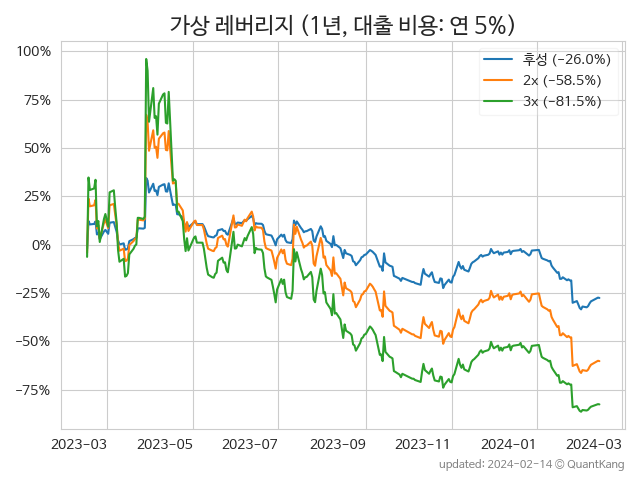 가상 레버리지 (1년, 대출 비용: 연 5%)
후성 (−26.0%)
2x (−58.5%)
3x (−81.5%)
100%
75%
50%
25%
0%
−25%
−50%
−75%
2023-03 2023-05 2023-07 2023-09 2023-11 2024-01 2024-03
updated: 2024-02-14 © QuantKang